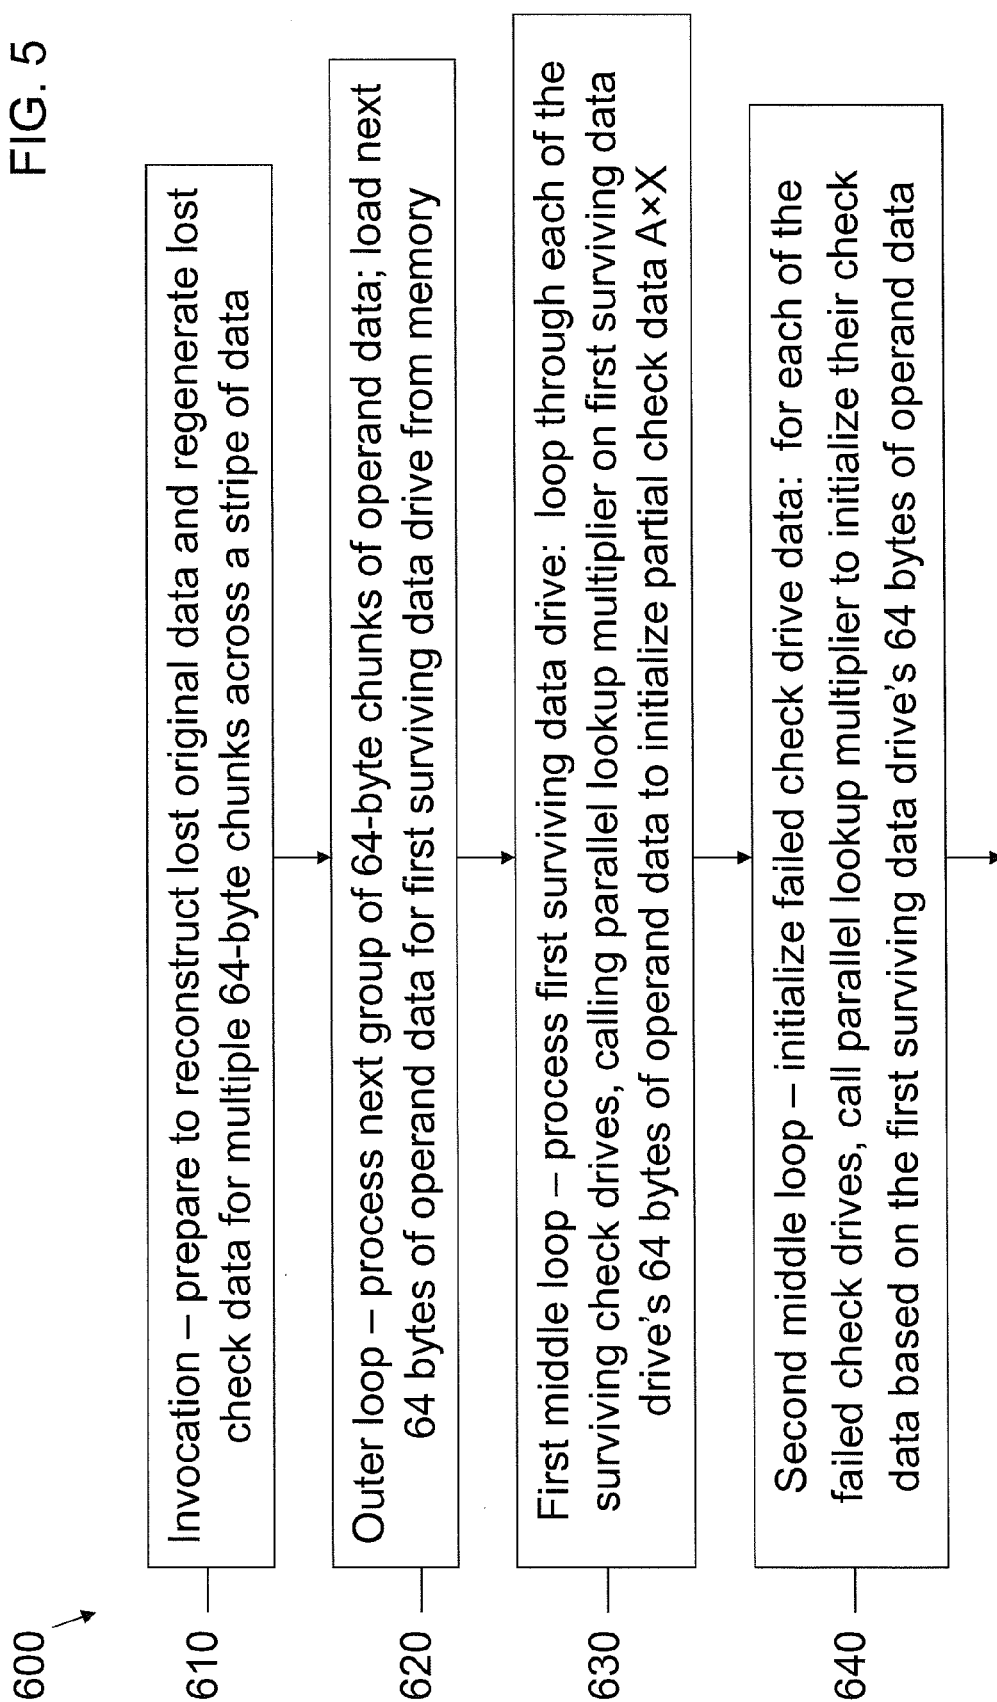 FIG. 5
600
610
Invocation – prepare to reconstruct lost original data and regenerate lost
check data for multiple 64-byte chunks across a stripe of data
620
Outer loop – process next group of 64-byte chunks of operand data; load next
64 bytes of operand data for first surviving data drive from memory
630
First middle loop – process first surviving data drive: loop through each of the
surviving check drives, calling parallel lookup multiplier on first surviving data
drive's 64 bytes of operand data to initialize partial check data A×X
640
Second middle loop – initialize failed check drive data: for each of the
failed check drives, call parallel lookup multiplier to initialize their check
data based on the first surviving data drive's 64 bytes of operand data